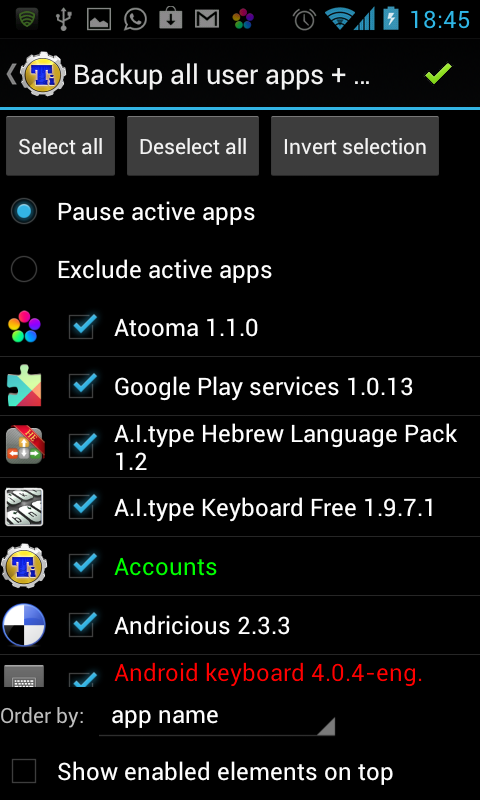 18:45
Ti Backup all user apps + ...
Select all
Deselect all
Invert selection
Pause active apps
Exclude active apps
Atooma 1.1.0
Google Play services 1.0.13
HE
A.I.type Hebrew Language Pack
1.2
A.I.type Keyboard Free 1.9.7.1
Ti Accounts
Andricious 2.3.3
Android keyboard 4.0.4-eng.
Order by: app name
Show enabled elements on top